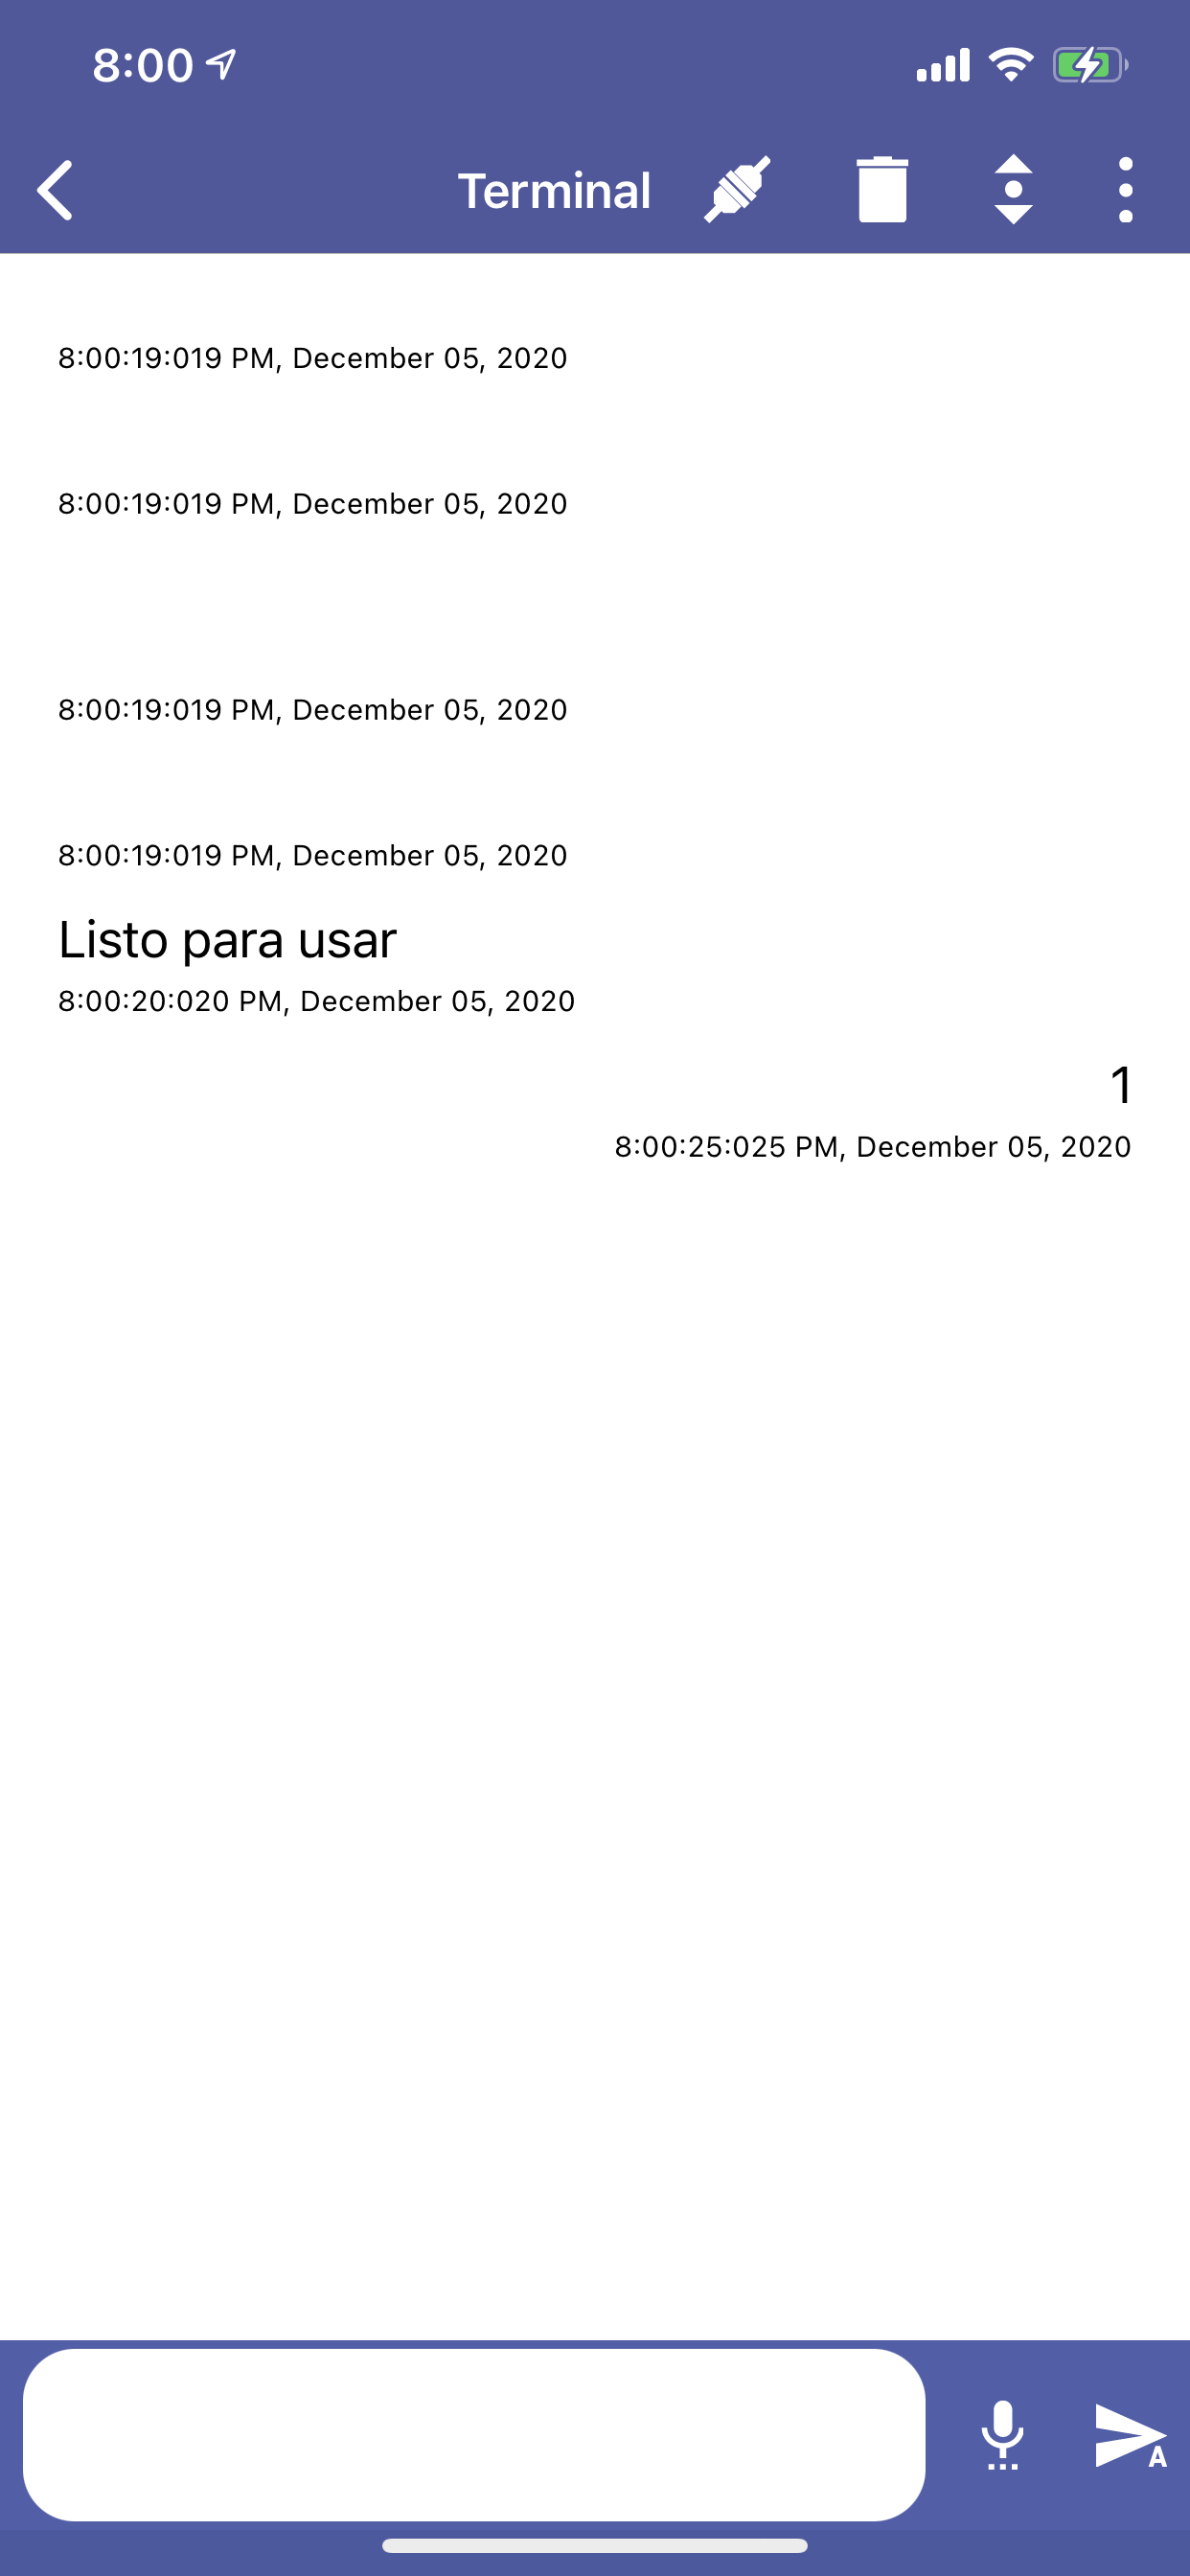 8:00
Terminal
8:00:19:019 PM, December 05, 2020
8:00:19:019 PM, December 05, 2020
8:00:19:019 PM, December 05, 2020
8:00:19:019 PM, December 05, 2020
Listo para usar
8:00:20:020 PM, December 05, 2020
1
8:00:25:025 PM, December 05, 2020
A